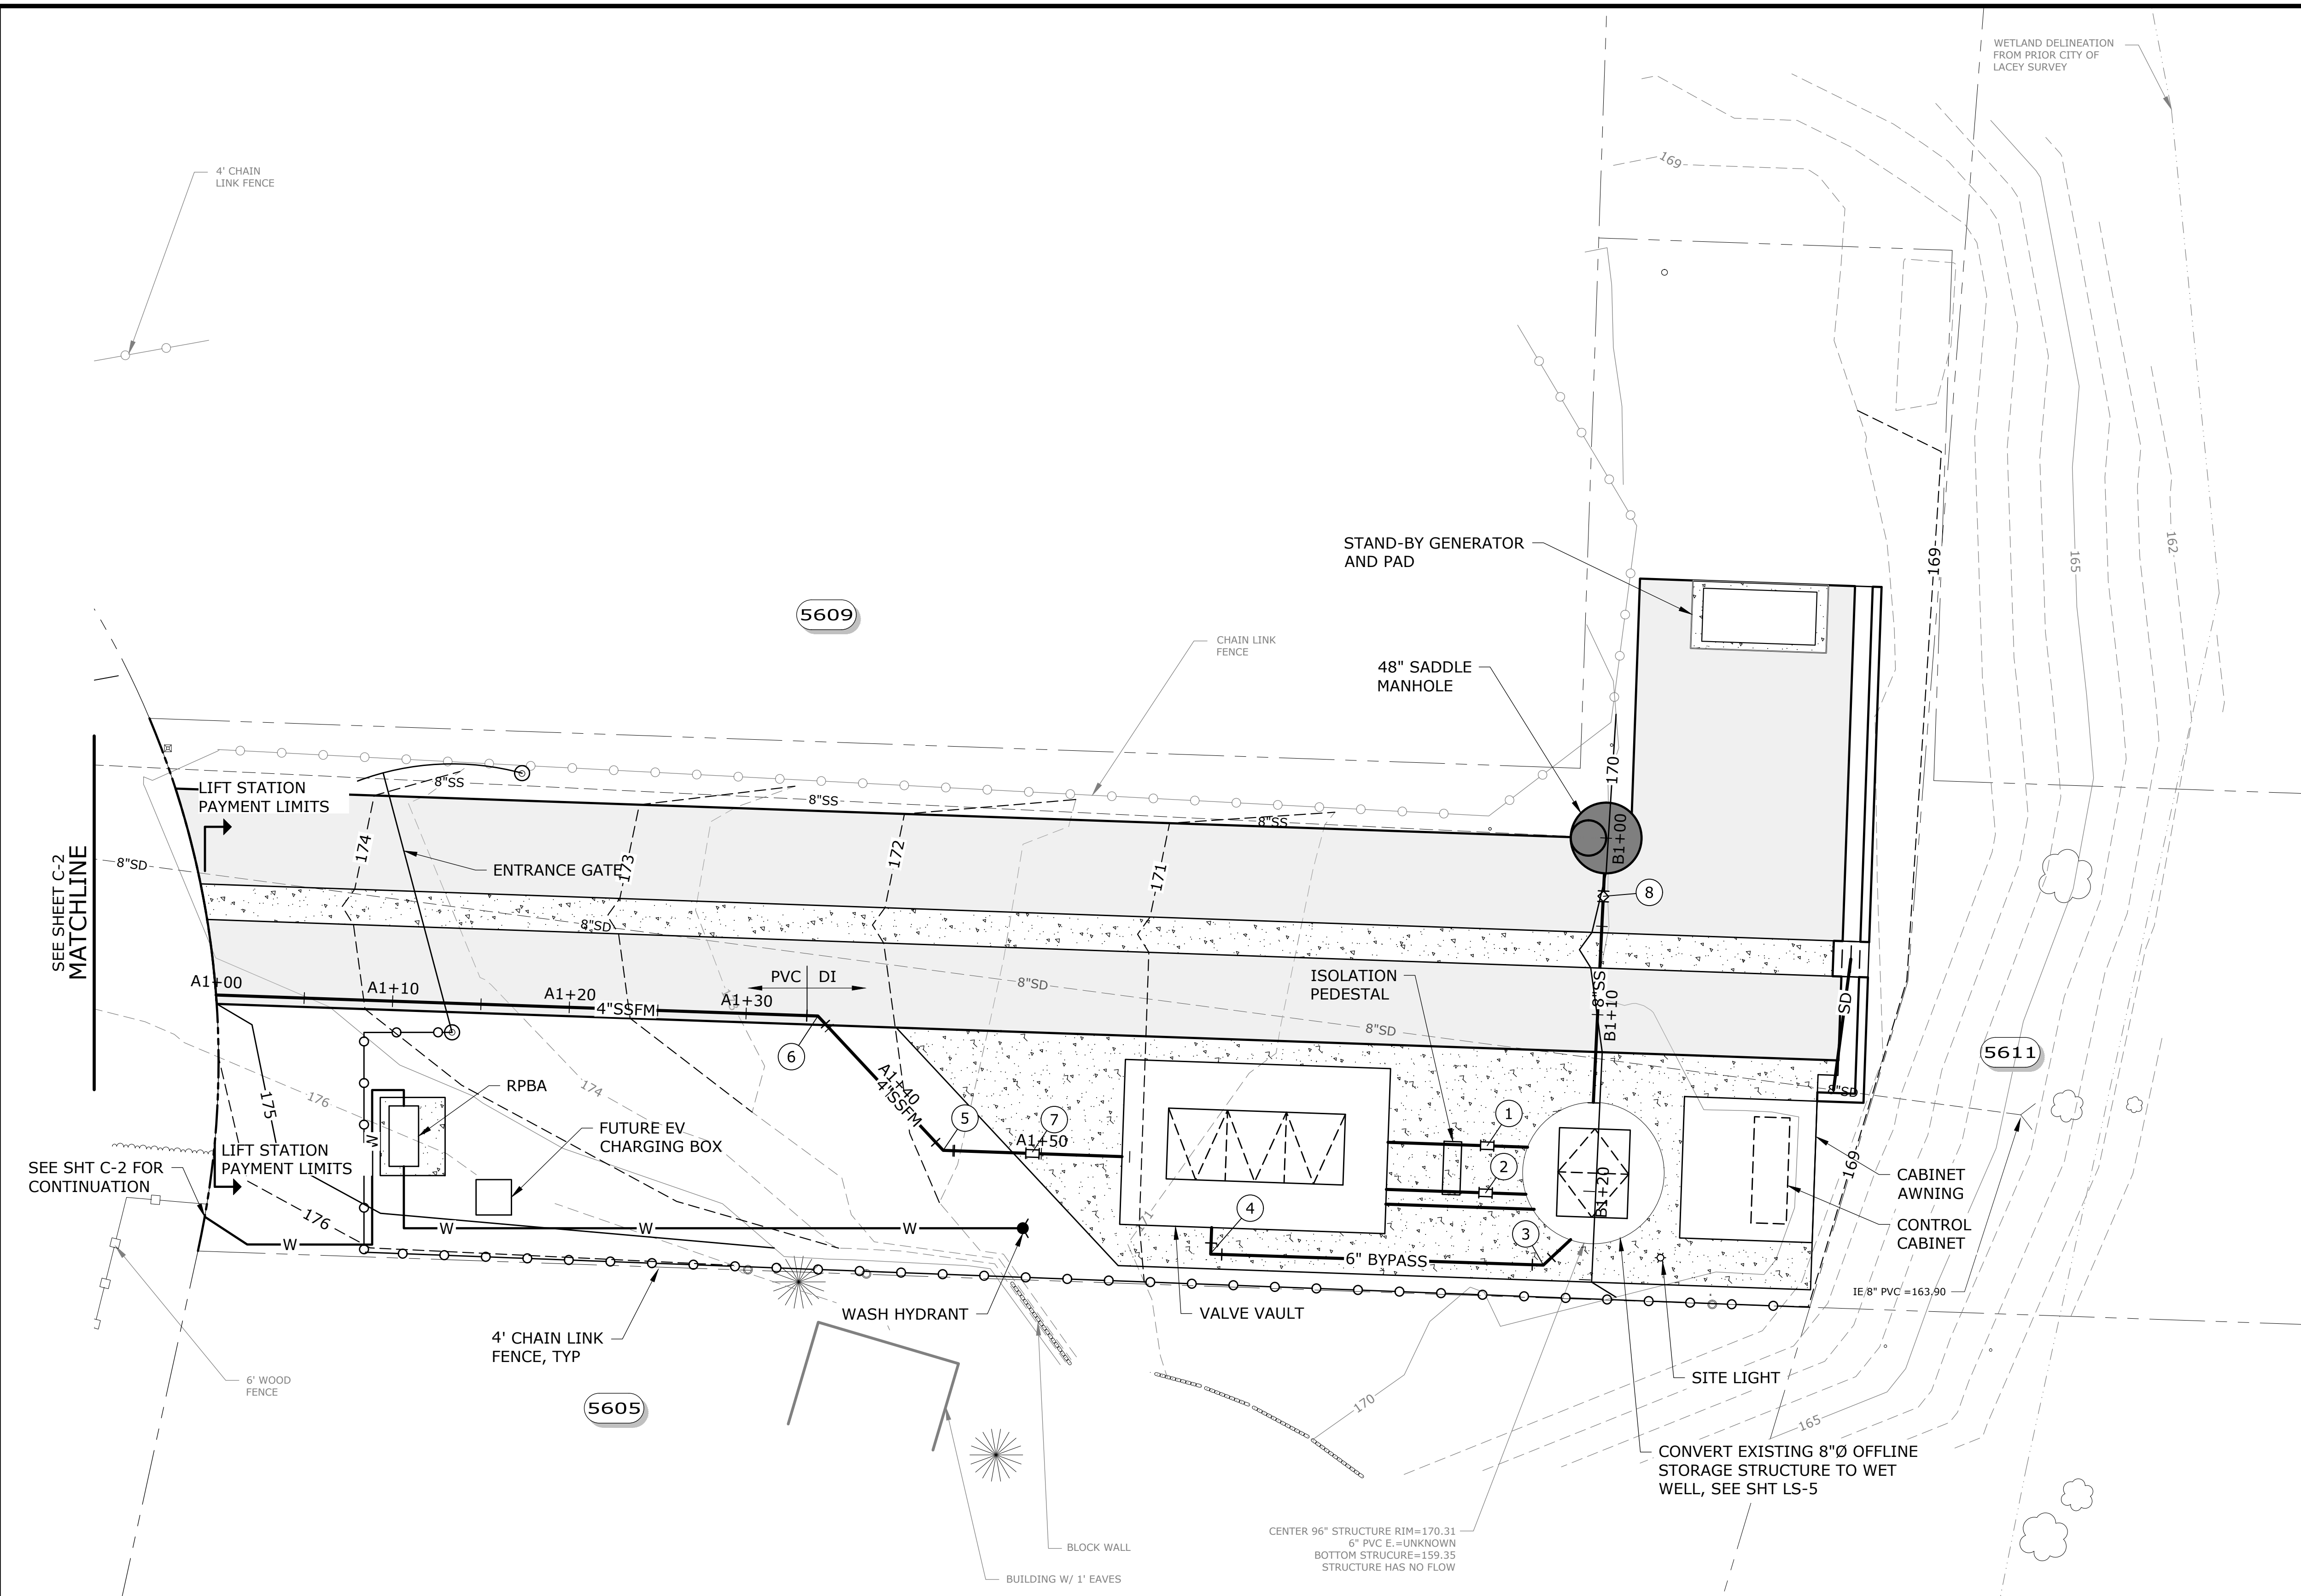 WETLAND DELINEATION
FROM PRIOR CITY OF
LACEY SURVEY
4' CHAIN
LINK FENCE
169
STAND-BY GENERATOR
AND PAD
169
165
162
5609
CHAIN LINK
FENCE
48" SADDLE
MANHOLE
170
LIFT STATION
PAYMENT LIMITS
8"SS
8"SS
8"SS
B1+00
SEE SHEET C-2
MATCHLINE
8"SD
174
ENTRANCE GATE
173
172
171
8
8"SD
A1+00
A1+10
A1+20
4"SSFM
A1+30
PVC
DI
8"SD
ISOLATION
PEDESTAL
8"SS
B1+10
SD
8"SD
6
5611
A1+40
4"SSFM
RPBA
174
176
175
W
8"SD
FUTURE EV
CHARGING BOX
5
7
A1+50
1
2
LIFT STATION
PAYMENT LIMITS
SEE SHT C-2 FOR
CONTINUATION
169
CABINET
AWNING
B1+20
4
171
176
W
W
W
W
3
CONTROL
CABINET
6" BYPASS
IE 8" PVC =163.90
WASH HYDRANT
VALVE VAULT
4' CHAIN LINK
FENCE, TYP
6' WOOD
FENCE
SITE LIGHT
5605
170
165
CONVERT EXISTING 8"Ø OFFLINE
STORAGE STRUCTURE TO WET
WELL, SEE SHT LS-5
CENTER 96" STRUCTURE RIM=170.31
6" PVC E.=UNKNOWN
BOTTOM STRUCURE=159.35
STRUCTURE HAS NO FLOW
BLOCK WALL
BUILDING W/ 1' EAVES